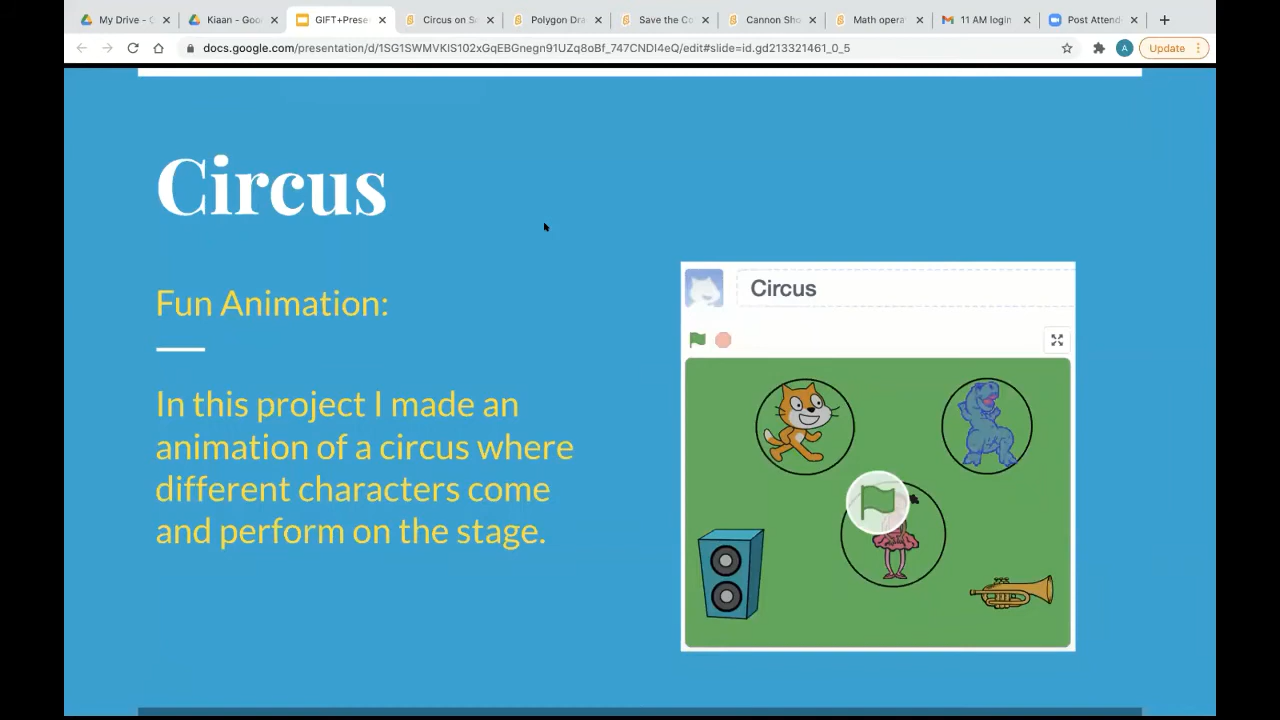 My Drive - G
Kiaan - Goo
GIFT+Prese
Circus on S
Polygon Dra
Save the Co
Cannon Sho
Math opera
11 AM login
Post Attend
docs.google.com/presentation/d/1SG1SWMVKlS102xGqEBGnegn91UZq8oBf_747CNDI4eQ/edit#slide=id.gd213321461_0_5
A
Update
Circus
Fun Animation:
In this project I made an
animation of a circus where
different characters come
and perform on the stage.
Circus